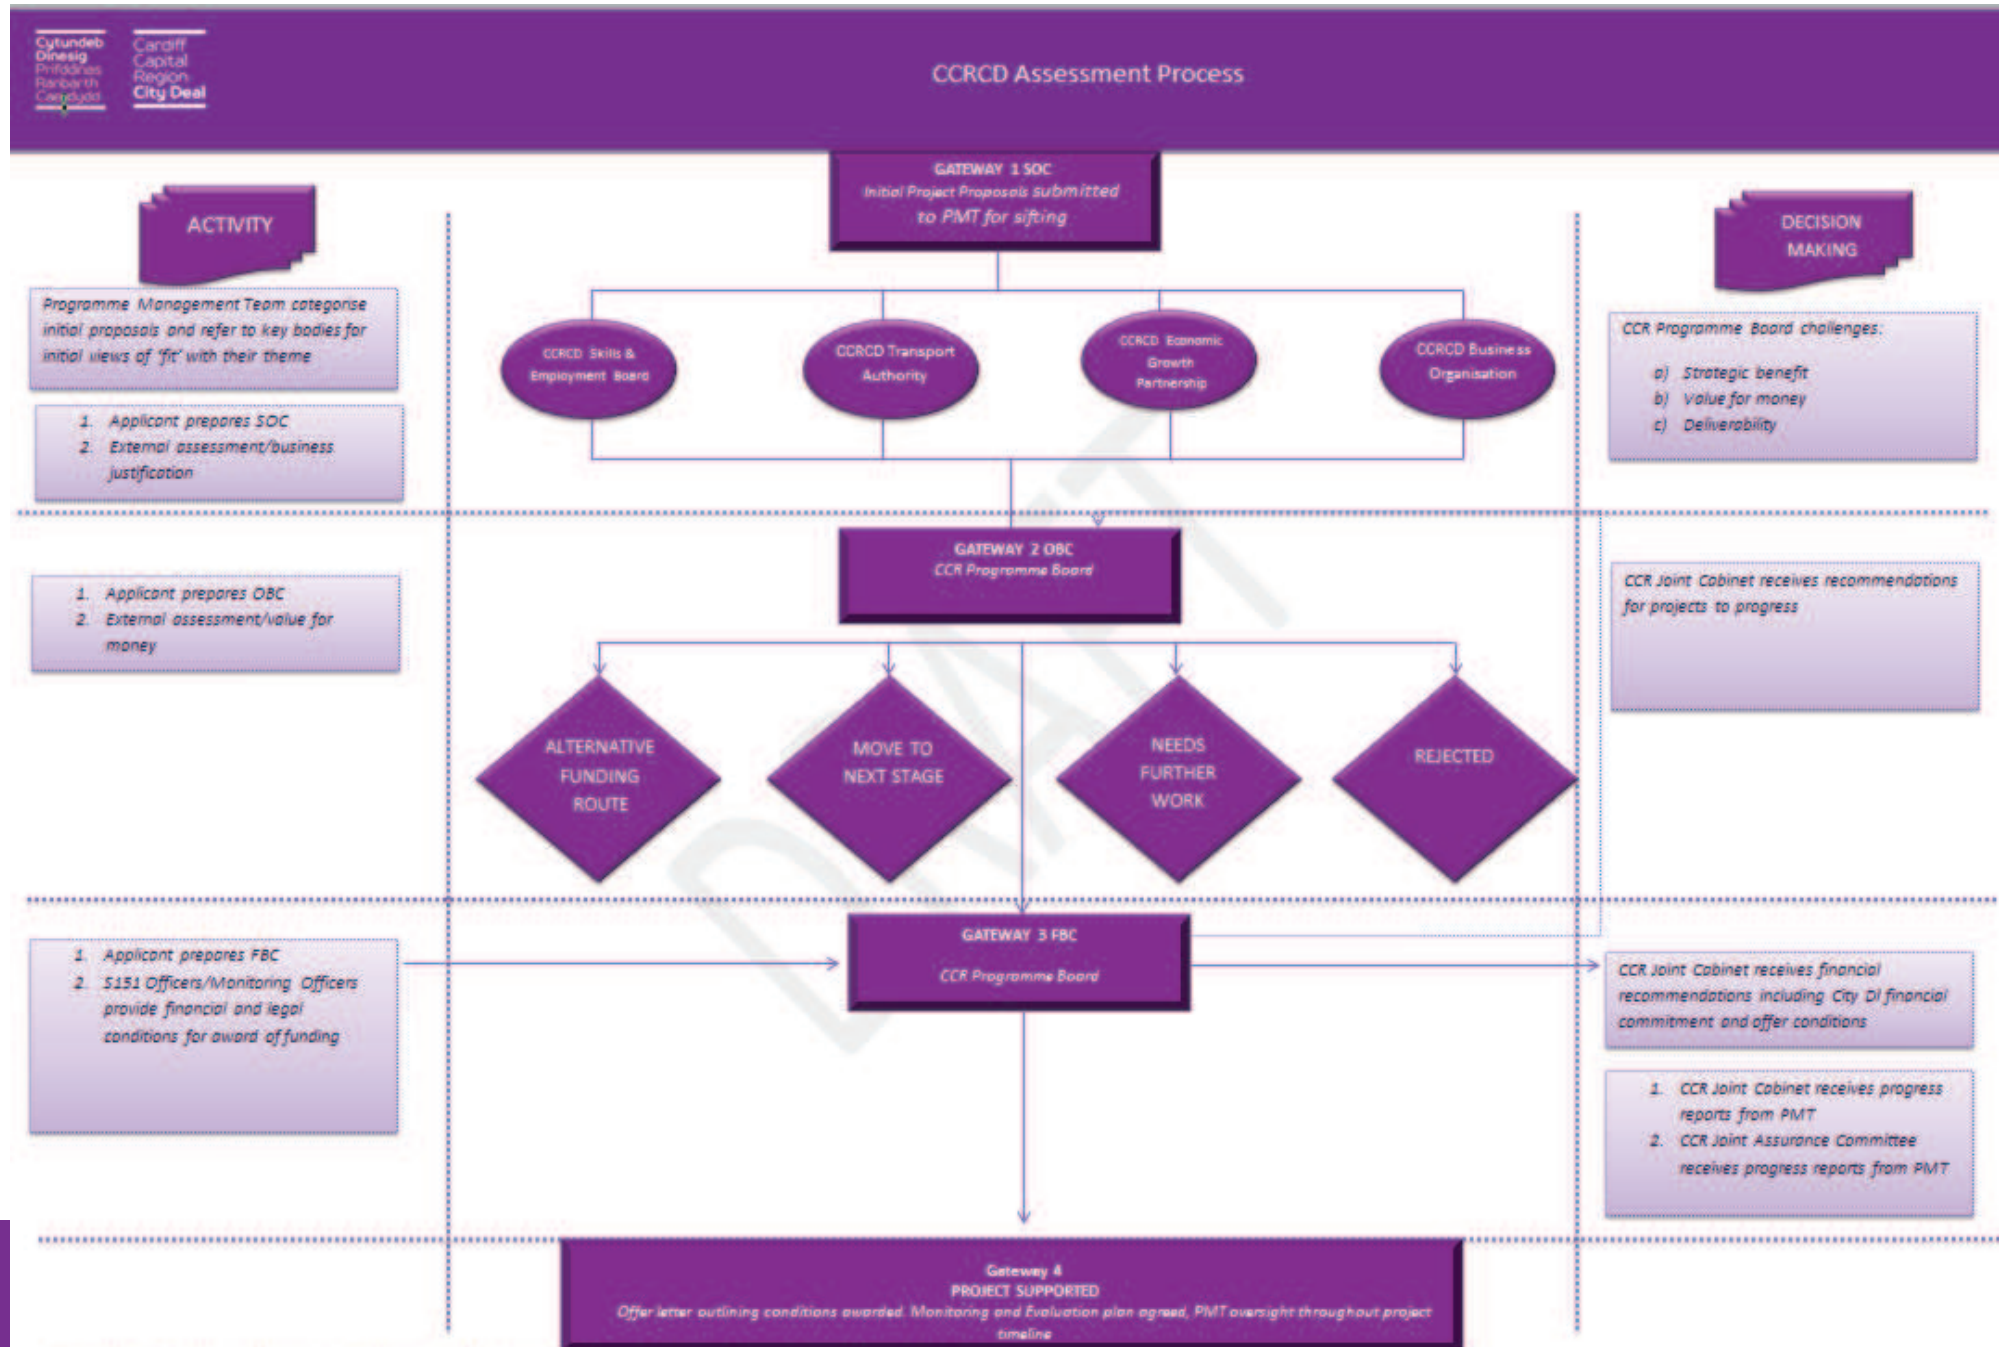 Cytundeb
Dinesig
Prifddinas
Ranbarth
Caerdydd
Cardiff
Capital
Region
City Deal
CCRCD Assessment Process
GATEWAY 1 SOC
Initial Project Proposals submitted
to PMT for sifting
ACTIVITY
DECISION
MAKING
Programme Management Team categorise
initial proposals and refer to key bodies for
initial views of 'fit' with their theme
1. Applicant prepares SOC
2. External assessment/business
justification
CCRCD Skills &
Employment Board
CCRCD Transport
Authority
CCRCD Economic
Growth
Partnership
CCRCD Business
Organisation
CCR Programme Board challenges:
a) Strategic benefit
b) Value for money
c) Deliverability
GATEWAY 2 OBC
CCR Programme Board
1. Applicant prepares OBC
2. External assessment/value for
money
CCR Joint Cabinet receives recommendations
for projects to progress
ALTERNATIVE
FUNDING
ROUTE
MOVE TO
NEXT STAGE
NEEDS
FURTHER
WORK
REJECTED
DRAFT
GATEWAY 3 FBC
CCR Programme Board
1. Applicant prepares FBC
2. S151 Officers/Monitoring Officers
provide financial and legal
conditions for award of funding
CCR Joint Cabinet receives financial
recommendations including City Dl financial
commitment and offer conditions
1. CCR Joint Cabinet receives progress
reports from PMT
2. CCR Joint Assurance Committee
receives progress reports from PMT
Gateway 4
PROJECT SUPPORTED
Offer letter outlining conditions awarded. Monitoring and Evaluation plan agreed, PMT oversight throughout project
timeline